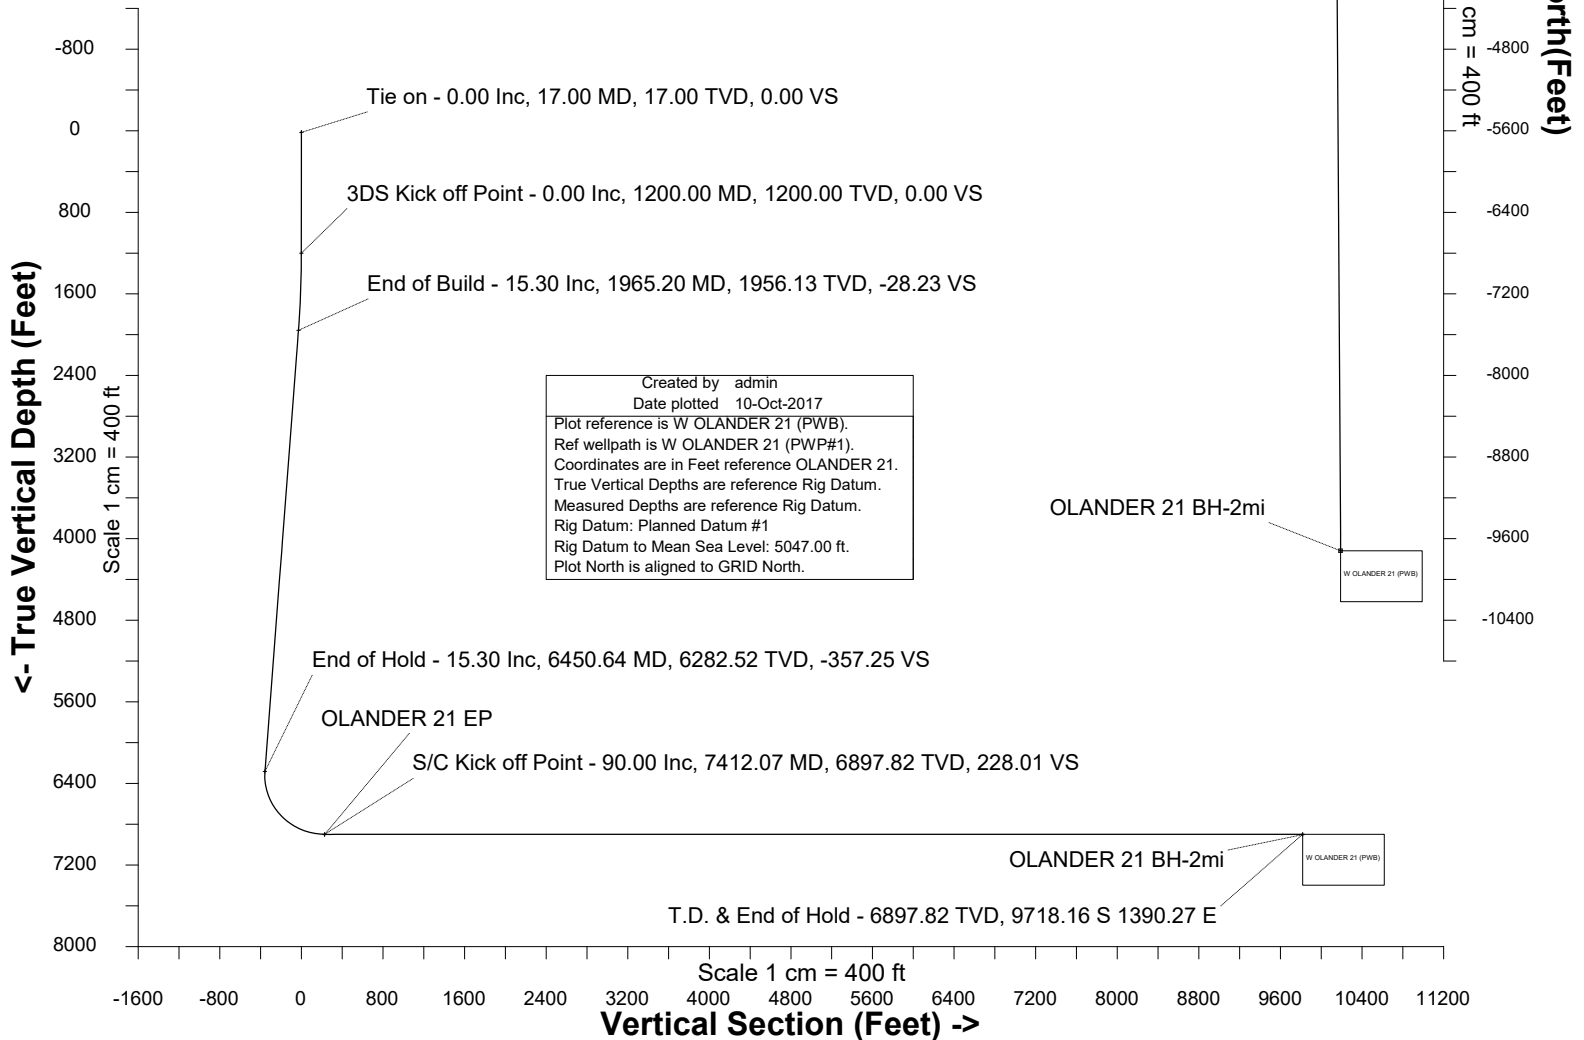 <- True Vertical Depth (Feet)
Scale 1 cm = 400 ft
-800
0
800
1600
2400
3200
4000
4800
5600
6400
7200
8000
Tie on - 0.00 Inc, 17.00 MD, 17.00 TVD, 0.00 VS
3DS Kick off Point - 0.00 Inc, 1200.00 MD, 1200.00 TVD, 0.00 VS
End of Build - 15.30 Inc, 1965.20 MD, 1956.13 TVD, -28.23 VS
Created by admin
Date plotted 10-Oct-2017
Plot reference is W OLANDER 21 (PWB).
Ref wellpath is W OLANDER 21 (PWP#1).
Coordinates are in Feet reference OLANDER 21.
True Vertical Depths are reference Rig Datum.
Measured Depths are reference Rig Datum.
Rig Datum: Planned Datum #1
Rig Datum to Mean Sea Level: 5047.00 ft.
Plot North is aligned to GRID North.
End of Hold - 15.30 Inc, 6450.64 MD, 6282.52 TVD, -357.25 VS
OLANDER 21 EP
S/C Kick off Point - 90.00 Inc, 7412.07 MD, 6897.82 TVD, 228.01 VS
OLANDER 21 BH-2mi
W OLANDER 21 (PWB)
T.D. & End of Hold - 6897.82 TVD, 9718.16 S 1390.27 E
OLANDER 21 BH-2mi
W OLANDER 21 (PWB)
cm = 400 ft
-4800
-5600
-6400
-7200
-8000
-8800
-9600
-10400
(Feet)
Scale 1 cm = 400 ft
-1600 -800 0 800 1600 2400 3200 4000 4800 5600 6400 7200 8000 8800 9600 10400 11200
Vertical Section (Feet) ->